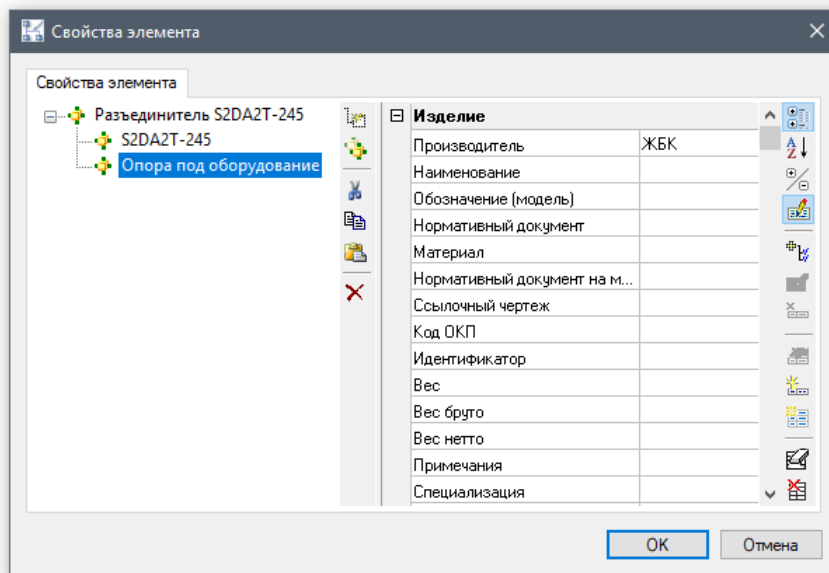 Свойства элемента
Свойства элемента
Разъединитель S2DA2T-245
S2DA2T-245
Опора под оборудование
Изделие
Производитель ЖБК
Наименование
Обозначение (модель)
Нормативный документ
Материал
Нормативный документ на м...
Ссылочный чертеж
Код ОКП
Идентификатор
Вес
Вес бруто
Вес нетто
Примечания
Специализация
OK Отмена